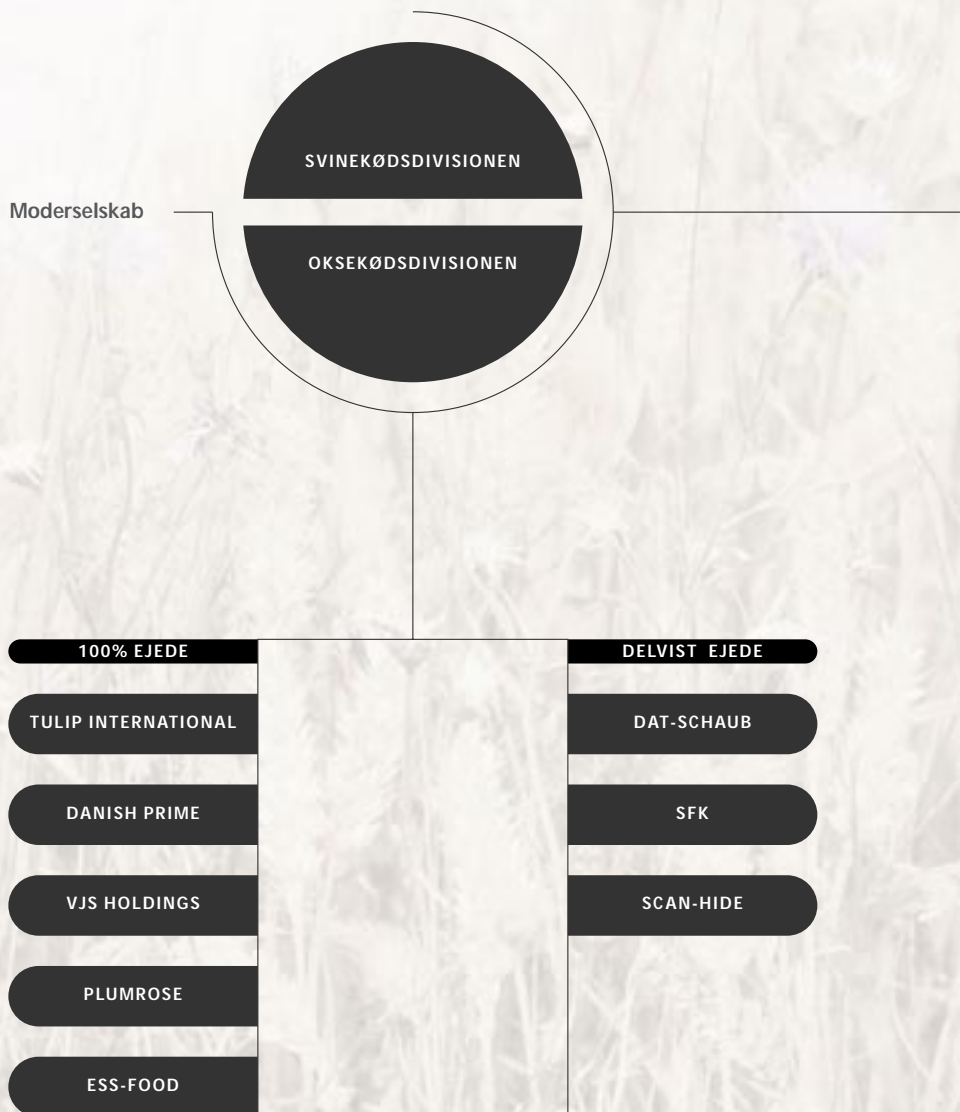 SVINEKØDSDIVISIONEN
Moderselskab
OKSEKØDSDIVISIONEN
100% EJEDE
TULIP INTERNATIONAL
DANISH PRIME
VJS HOLDINGS
PLUMROSE
ESS-FOOD
DELVIST EJEDE
DAT-SCHAUB
SFK
SCAN-HIDE